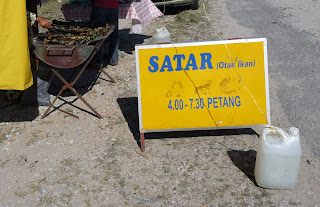 SATAR (Otak Ikan)
4.00-7.30 PETANG